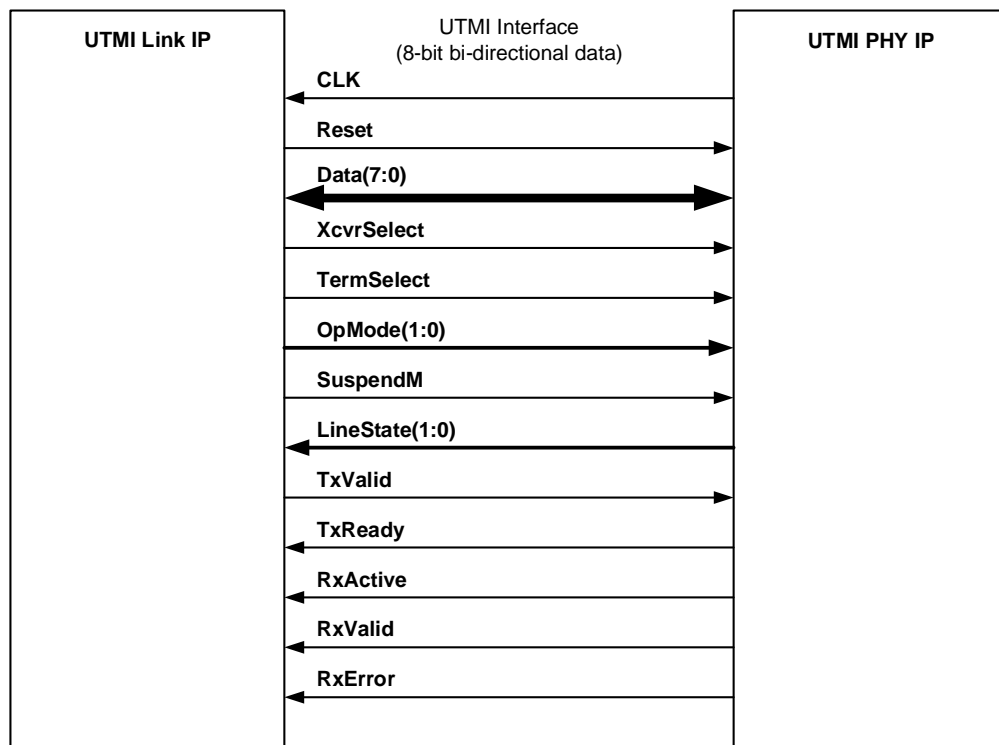 UTMI Link IP
UTMI Interface
(8-bit bi-directional data)
UTMI PHY IP
CLK
Reset
Data(7:0)
XcvrSelect
TermSelect
OpMode(1:0)
SuspendM
LineState(1:0)
TxValid
TxReady
RxActive
RxValid
RxError